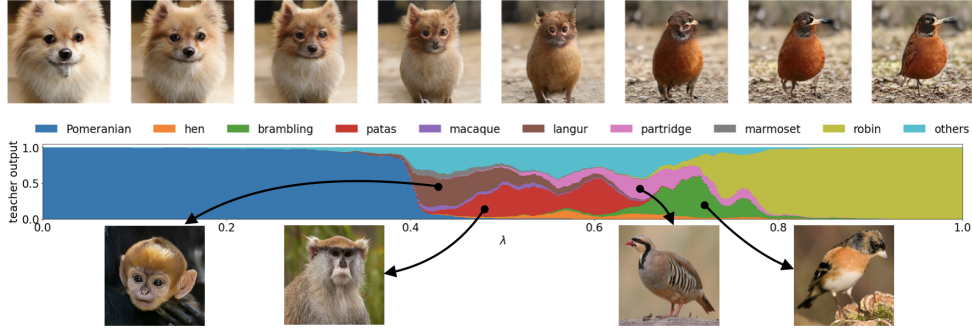 Pomeranian hen brambling patas macaque langur partridge marmoset robin others
teacher output
1.0
0.5
0.0
0.0 0.2 0.4 0.6 0.8 1.0
λ